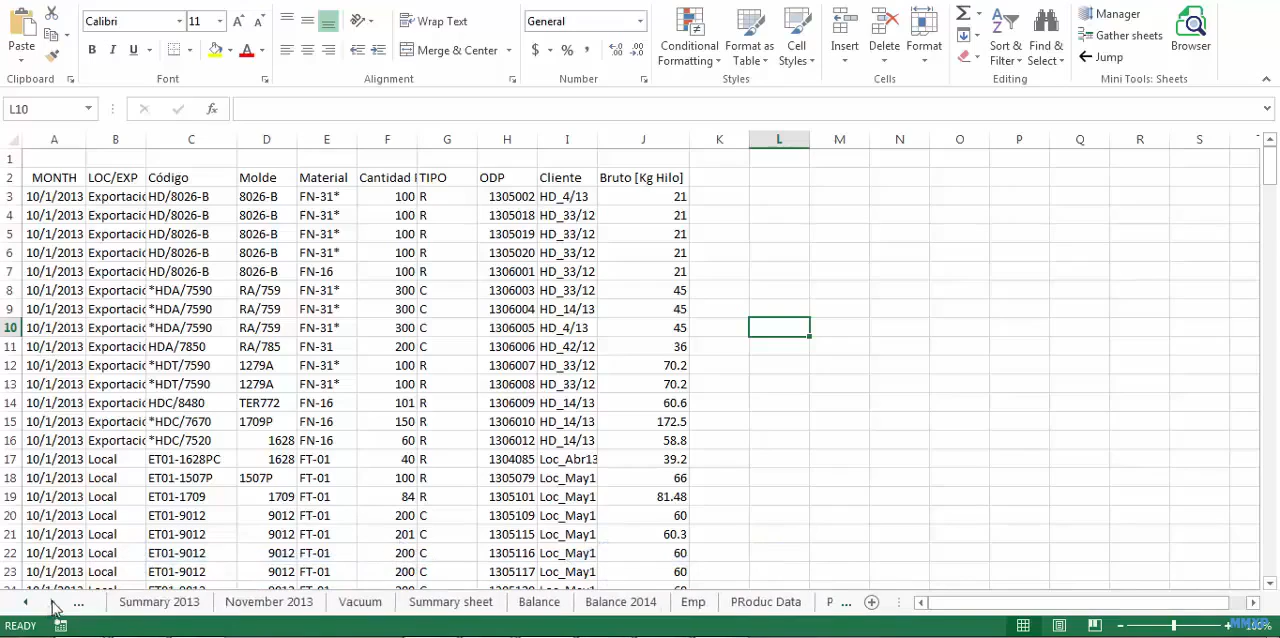 Calibri 11 Wrap Text General Conditional Format as Cell Insert Delete Format Sort & Find & Manager
Paste B I U Merge & Center $ % , Formatting Table Styles Filter Select Gather sheets Browser
Jump
Clipboard Font Alignment Number Styles Cells Editing Mini Tools: Sheets
L10 fx
A B C D E F G H I J K L M N O P Q R S
1
2 MONTH LOC/EXP Código Molde Material Cantidad TIPO ODP Cliente Bruto [Kg Hilo]
3 10/1/2013 Exportacio HD/8026-B 8026-B FN-31* 100 R 1305002 HD_4/13 21
4 10/1/2013 Exportacio HD/8026-B 8026-B FN-31* 100 R 1305018 HD_33/12 21
5 10/1/2013 Exportacio HD/8026-B 8026-B FN-31* 100 R 1305019 HD_33/12 21
6 10/1/2013 Exportacio HD/8026-B 8026-B FN-31* 100 R 1305020 HD_33/12 21
7 10/1/2013 Exportacio HD/8026-B 8026-B FN-16 100 R 1306001 HD_33/12 21
8 10/1/2013 Exportacio *HDA/7590 RA/759 FN-31* 300 C 1306003 HD_33/12 45
9 10/1/2013 Exportacio *HDA/7590 RA/759 FN-31* 300 C 1306004 HD_14/13 45
10 10/1/2013 Exportacio *HDA/7590 RA/759 FN-31* 300 C 1306005 HD_4/13 45
11 10/1/2013 Exportacio HDA/7850 RA/785 FN-31 200 C 1306006 HD_42/12 36
12 10/1/2013 Exportacio *HDT/7590 1279A FN-31* 100 R 1306007 HD_33/12 70.2
13 10/1/2013 Exportacio *HDT/7590 1279A FN-31* 100 R 1306008 HD_33/12 70.2
14 10/1/2013 Exportacio HDC/8480 TER772 FN-16 101 R 1306009 HD_14/13 60.6
15 10/1/2013 Exportacio *HDC/7670 1709P FN-16 150 R 1306010 HD_14/13 172.5
16 10/1/2013 Exportacio *HDC/7520 1628 FN-16 60 R 1306012 HD_14/13 58.8
17 10/1/2013 Local ET01-1628PC 1628 FT-01 40 R 1304085 Loc_Abr13 39.2
18 10/1/2013 Local ET01-1507P 1507P FT-01 100 R 1305079 Loc_May1 66
19 10/1/2013 Local ET01-1709 1709 FT-01 84 R 1305101 Loc_May1 81.48
20 10/1/2013 Local ET01-9012 9012 FT-01 200 C 1305109 Loc_May1 60
21 10/1/2013 Local ET01-9012 9012 FT-01 201 C 1305115 Loc_May1 60.3
22 10/1/2013 Local ET01-9012 9012 FT-01 200 C 1305116 Loc_May1 60
23 10/1/2013 Local ET01-9012 9012 FT-01 200 C 1305117 Loc_May1 60
... Summary 2013 November 2013 Vacuum Summary sheet Balance Balance 2014 Emp PRoduc Data P ...
READY